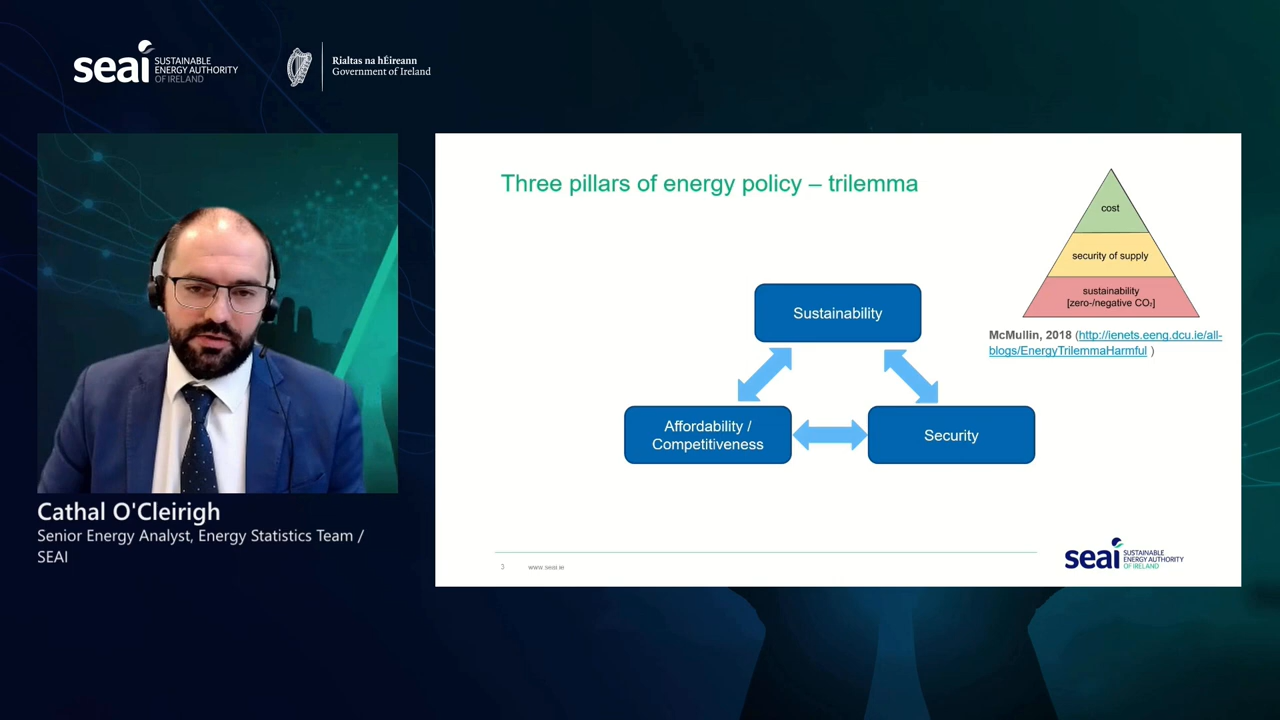 seai SUSTAINABLE
ENERGY AUTHORITY
OF IRELAND
Rialtas na hÉireann
Government of Ireland
Cathal O'Cleirigh
Senior Energy Analyst, Energy Statistics Team /
SEAI
Three pillars of energy policy – trilemma
cost
security of supply
sustainability
[zero-/negative CO₂]
McMullin, 2018 (http://ienets.eeng.dcu.ie/all-
blogs/EnergyTrilemmaHarmful )
Sustainability
Affordability /
Competitiveness
Security
3 www.seai.ie
seai SUSTAINABLE
ENERGY AUTHORITY
OF IRELAND